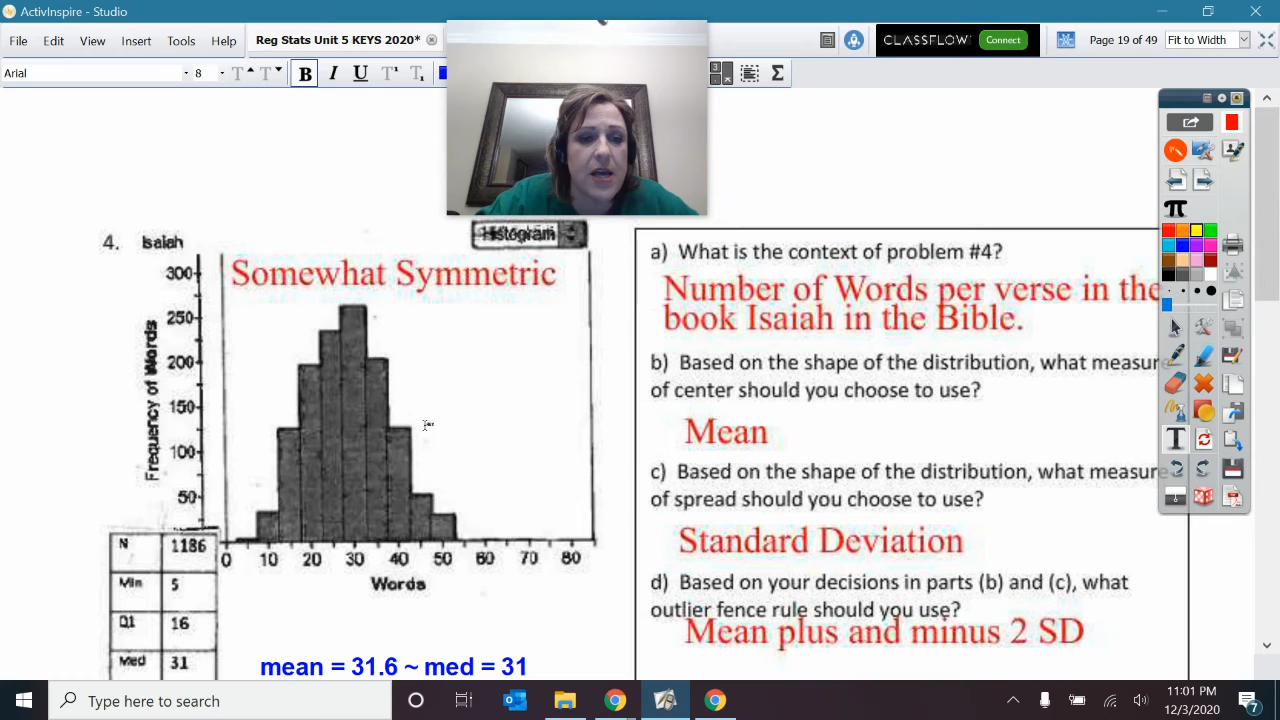 ActivInspire - Studio
File Edit View Insert Tools Help
Reg Stats Unit 5 KEYS 2020*
CLASSFLOW Connect
Page 19 of 49
Fit to Width
Arial 8
4. Isaiah
Histogram
Somewhat Symmetric
300
250
200
150
100
50
Frequency of Words
0 10 20 30 40 50 60 70 80
Words
N 1186
Min 5
Q1 16
Med 31
mean = 31.6 ~ med = 31
a) What is the context of problem #4?
Number of Words per verse in the
book Isaiah in the Bible.
b) Based on the shape of the distribution, what measure
of center should you choose to use?
Mean
c) Based on the shape of the distribution, what measure
of spread should you choose to use?
Standard Deviation
d) Based on your decisions in parts (b) and (c), what
outlier fence rule should you use?
Mean plus and minus 2 SD
Type here to search
11:01 PM
12/3/2020
7